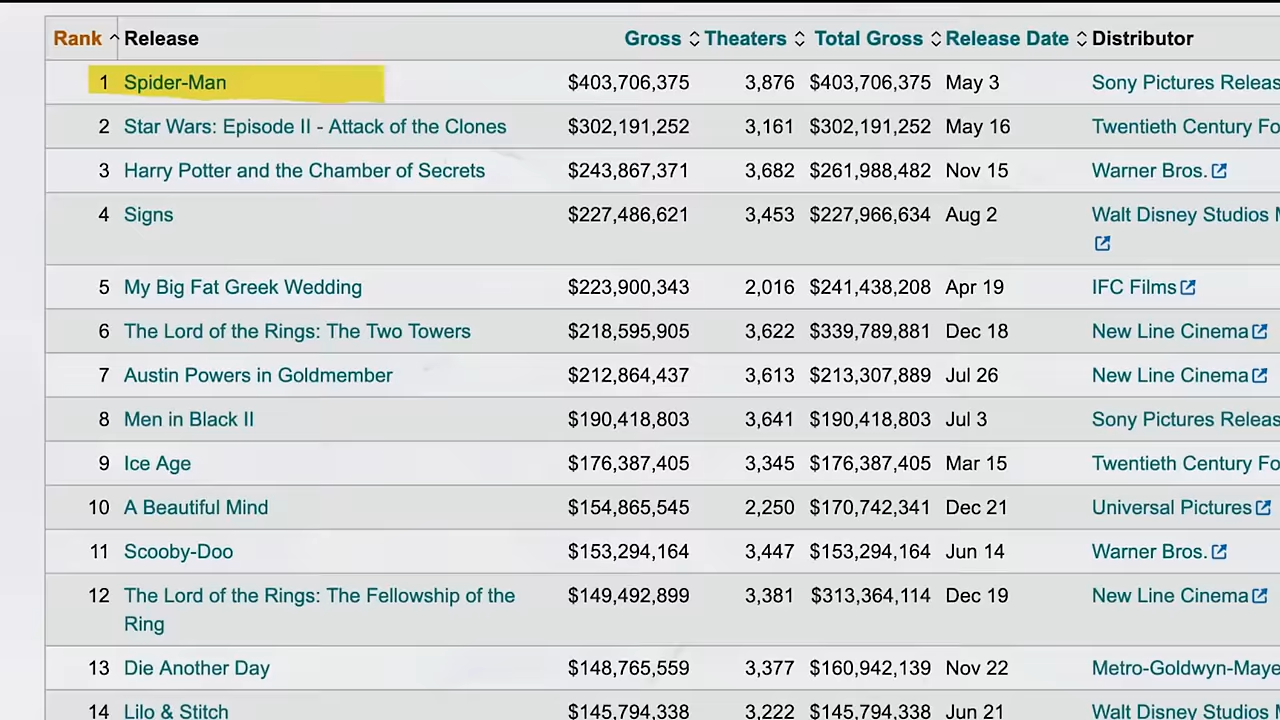 Rank Release Gross Theaters Total Gross Release Date Distributor
1 Spider-Man $403,706,375 3,876 $403,706,375 May 3 Sony Pictures Releas
2 Star Wars: Episode II - Attack of the Clones $302,191,252 3,161 $302,191,252 May 16 Twentieth Century Fo
3 Harry Potter and the Chamber of Secrets $243,867,371 3,682 $261,988,482 Nov 15 Warner Bros.
4 Signs $227,486,621 3,453 $227,966,634 Aug 2 Walt Disney Studios M
5 My Big Fat Greek Wedding $223,900,343 2,016 $241,438,208 Apr 19 IFC Films
6 The Lord of the Rings: The Two Towers $218,595,905 3,622 $339,789,881 Dec 18 New Line Cinema
7 Austin Powers in Goldmember $212,864,437 3,613 $213,307,889 Jul 26 New Line Cinema
8 Men in Black II $190,418,803 3,641 $190,418,803 Jul 3 Sony Pictures Releas
9 Ice Age $176,387,405 3,345 $176,387,405 Mar 15 Twentieth Century Fo
10 A Beautiful Mind $154,865,545 2,250 $170,742,341 Dec 21 Universal Pictures
11 Scooby-Doo $153,294,164 3,447 $153,294,164 Jun 14 Warner Bros.
12 The Lord of the Rings: The Fellowship of the $149,492,899 3,381 $313,364,114 Dec 19 New Line Cinema
Ring
13 Die Another Day $148,765,559 3,377 $160,942,139 Nov 22 Metro-Goldwyn-Maye
14 Lilo & Stitch $145,794,338 3,222 $145,794,338 Jun 21 Walt Disney Studios M